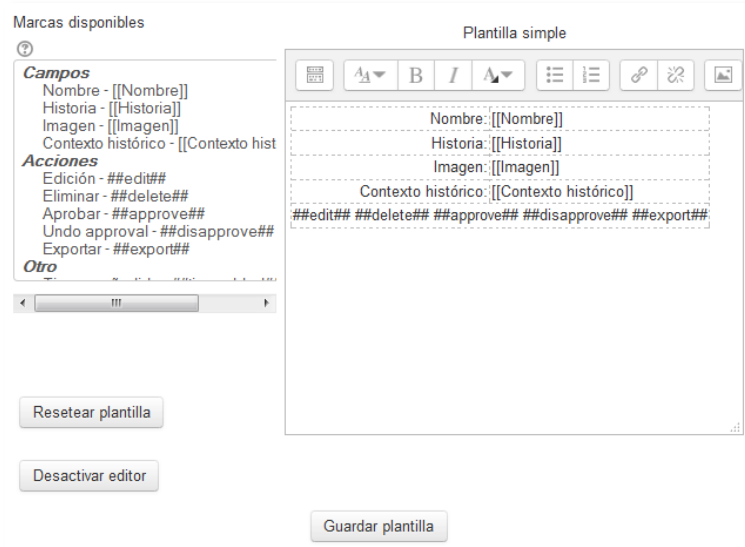 Marcas disponibles
Plantilla simple
Campos
Nombre - [[Nombre]]
Historia - [[Historia]]
Imagen - [[Imagen]]
Contexto histórico - [[Contexto hist
Acciones
Edición - ##edit##
Eliminar - ##delete##
Aprobar - ##approve##
Undo approval - ##disapprove##
Exportar - ##export##
Otro
Nombre: [[Nombre]]
Historia: [[Historia]]
Imagen: [[Imagen]]
Contexto histórico: [[Contexto histórico]]
##edit## ##delete## ##approve## ##disapprove## ##export##
Resetear plantilla
Desactivar editor
Guardar plantilla